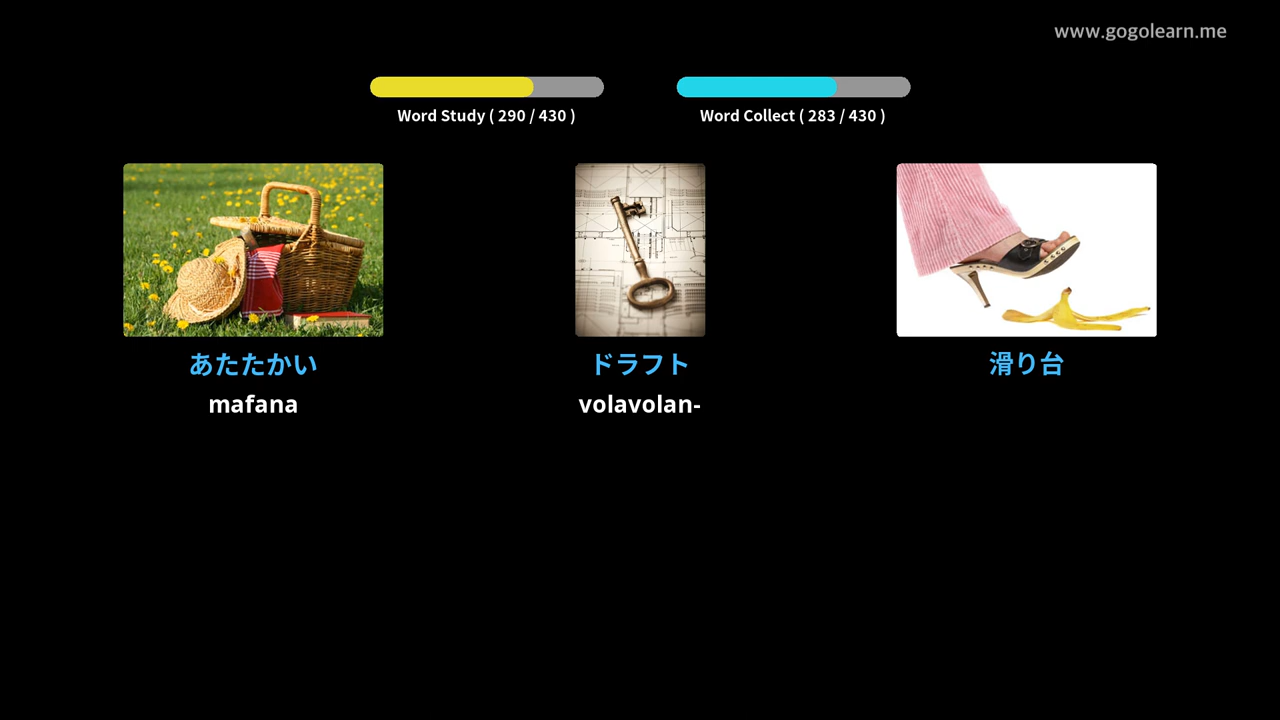 www.gogolearn.me
Word Study ( 290 / 430 )
Word Collect ( 283 / 430 )
あたたかい
mafana
ドラフト
volavolan-
滑り台